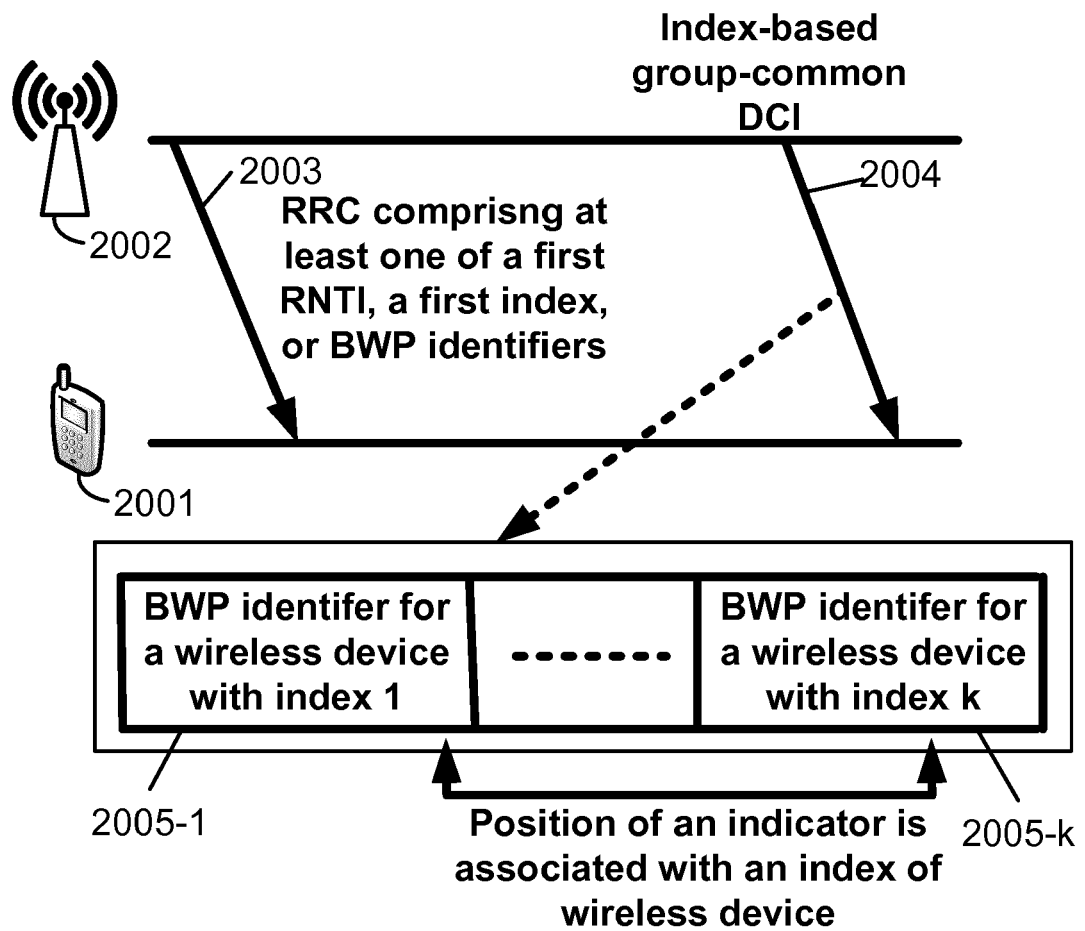 Index-based
group-common
DCI
2003
2004
2002
RRC comprisng at
least one of a first
RNTI, a first index,
or BWP identifiers
2001
BWP identifer for
a wireless device
with index 1
BWP identifer for
a wireless device
with index k
2005-1
2005-k
Position of an indicator is
associated with an index of
wireless device